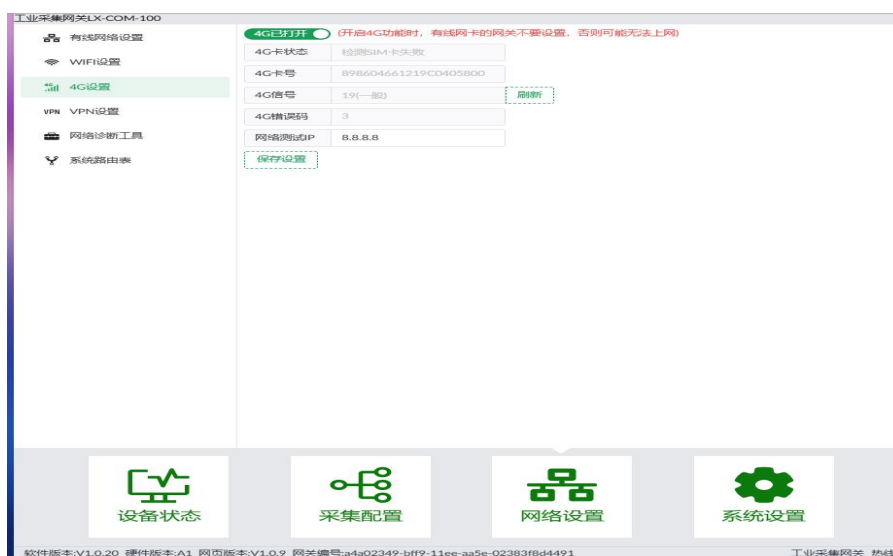 工业采集网关LX-COM-100
有线网络设置
WIFI设置
4G设置
VPN VPN设置
网络诊断工具
系统路由表
4G已打开 (开启4G功能时，有线网卡的网关不要设置，否则可能无法上网)
4G卡状态 检测SIM卡失败
4G卡号 898604661219C0405800
4G信号 19(一般) 刷新
4G错误码 3
网络测试IP 8.8.8.8
保存设置
设备状态 采集配置 网络设置 系统设置
软件版本:V1.0.20 硬件版本:A1 网页版本:V1.0.9 网关编号:a4a02349-bff9-11ee-aa5e-02383f8d4491 工业采集网关 热线